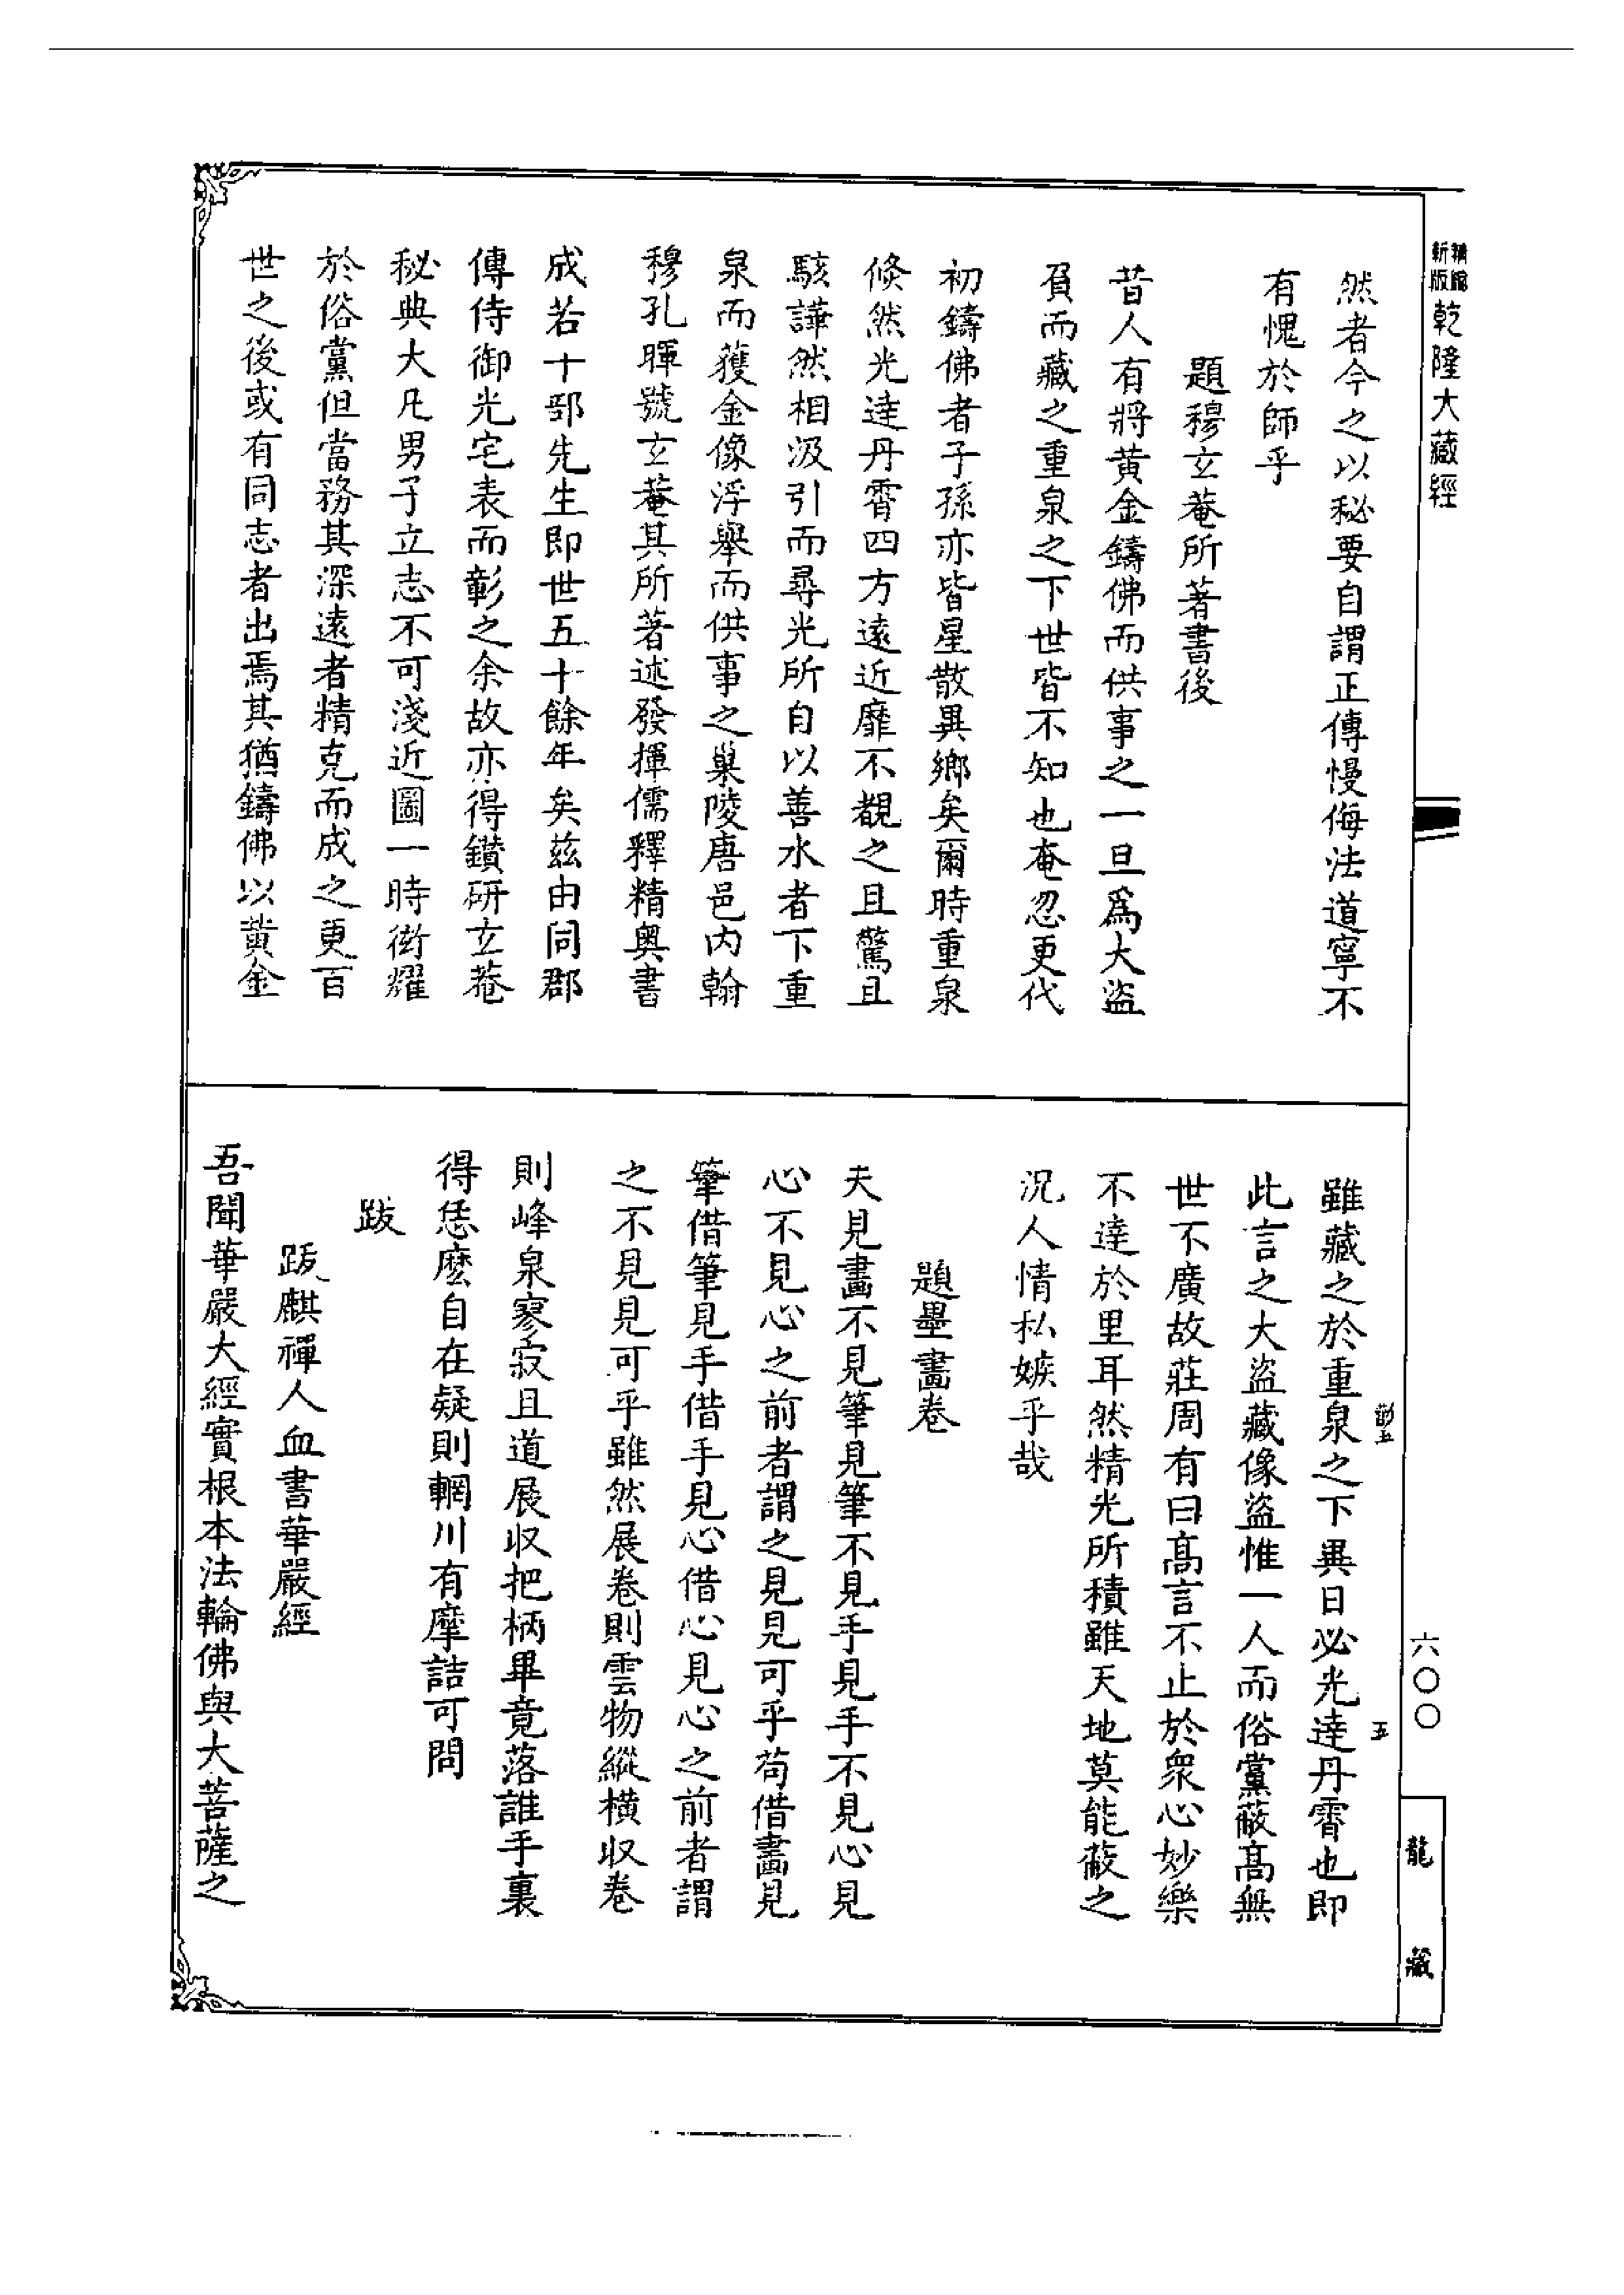 精縮新版乾隆大藏經
然者今之以秘要自謂正傳慢侮法道寧不
有愧於師乎
題穆玄菴所著書後
昔人有將黃金鑄佛而供事之一旦爲大盜
負而藏之重泉之下世皆不知也奄忽更代
初鑄佛者子孫亦皆星散異鄉矣爾時重泉
倐然光達丹霄四方遠近靡不覩之且驚且
駭譁然相汲引而尋光所自以善水者下重
泉而獲金像浮舉而供事之巢陵唐邑內翰
穆孔暉號玄菴其所著述發揮儒釋精奧書
成若十部先生即世五十餘年矣茲由同郡
傳侍御光宅表而彰之余故亦得鑚研玄菴
秘典大凡男子立志不可淺近圖一時衒耀
於俗黨但當務其深遠者精克而成之更百
世之後或有同志者出焉其猶鑄佛以黃金
雖藏之於重泉之下異日必光達丹霄也即
此言之大盜藏像盜惟一人而俗黨蔽髙無
世不廣故莊周有曰髙言不止於衆心妙樂
不達於里耳然精光所積雖天地莫能蔽之
況人情私嫉乎哉
題墨畵卷
夫見畵不見筆見筆不見手見手不見心見
心不見心之前者謂之見見可乎苟借畵見
筆借筆見手借手見心借心見心之前者謂
之不見見可乎雖然展卷則雲物縱橫収卷
則峰泉寥寂且道展収把柄畢竟落誰手裏
得恁麽自在疑則輞川有摩詰可問
跋
跋麒禪人血書華嚴經
吾聞華嚴大經實根本法輪佛與大菩薩之
六〇〇
五
龍藏